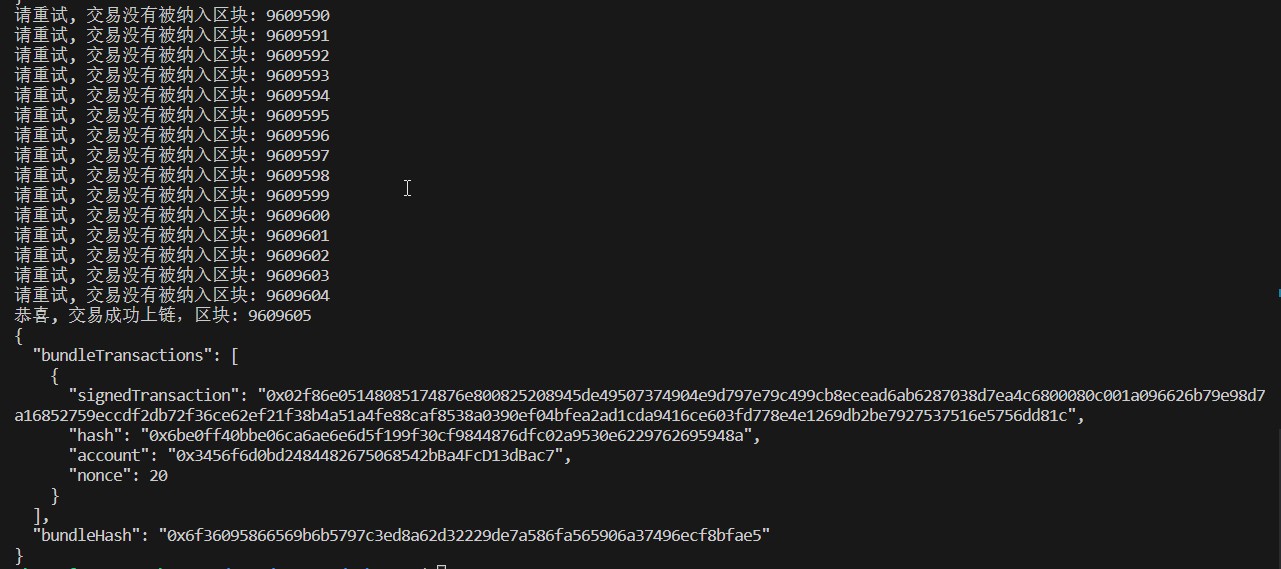 请重试, 交易没有被纳入区块: 9609590
请重试, 交易没有被纳入区块: 9609591
请重试, 交易没有被纳入区块: 9609592
请重试, 交易没有被纳入区块: 9609593
请重试, 交易没有被纳入区块: 9609594
请重试, 交易没有被纳入区块: 9609595
请重试, 交易没有被纳入区块: 9609596
请重试, 交易没有被纳入区块: 9609597
请重试, 交易没有被纳入区块: 9609598
请重试, 交易没有被纳入区块: 9609599
请重试, 交易没有被纳入区块: 9609600
请重试, 交易没有被纳入区块: 9609601
请重试, 交易没有被纳入区块: 9609602
请重试, 交易没有被纳入区块: 9609603
请重试, 交易没有被纳入区块: 9609604
恭喜, 交易成功上链，区块: 9609605
{
"bundleTransactions": [
{
"signedTransaction": "0x02f86e05148085174876e800825208945de49507374904e9d797e79c499cb8ecead6ab6287038d7ea4c6800080c001a096626b79e98d7
a16852759eccdf2db72f36ce62ef21f38b4a51a4fe88caf8538a0390ef04bfea2ad1cda9416ce603fd778e4e1269db2be7927537516e5756dd81c",
"hash": "0x6be0ff40bbe06ca6ae6e6d5f199f30cf9844876dfc02a9530e6229762695948a",
"account": "0x3456f6d0bd2484482675068542bBa4FcD13dBac7",
"nonce": 20
}
],
"bundleHash": "0x6f36095866569b6b5797c3ed8a62d32229de7a586fa565906a37496ecf8bfae5"
}